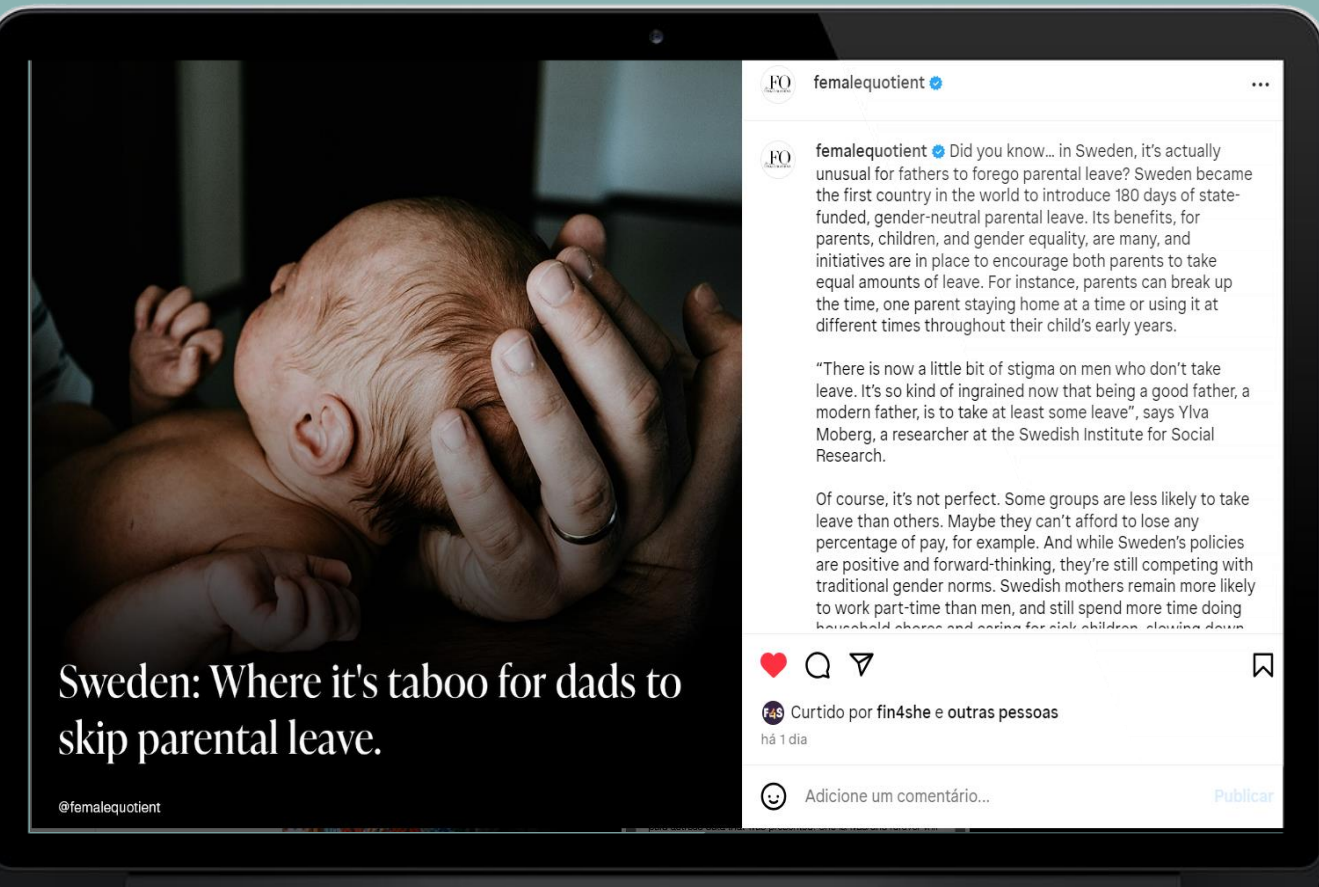 Sweden: Where it's taboo for dads to
skip parental leave.
@femalequotient
FO
femalequotient
FO
femalequotient Did you know... in Sweden, it's actually
unusual for fathers to forego parental leave? Sweden became
the first country in the world to introduce 180 days of state-
funded, gender-neutral parental leave. Its benefits, for
parents, children, and gender equality, are many, and
initiatives are in place to encourage both parents to take
equal amounts of leave. For instance, parents can break up
the time, one parent staying home at a time or using it at
different times throughout their child's early years.
“There is now a little bit of stigma on men who don't take
leave. It's so kind of ingrained now that being a good father, a
modern father, is to take at least some leave”, says Ylva
Moberg, a researcher at the Swedish Institute for Social
Research.
Of course, it's not perfect. Some groups are less likely to take
leave than others. Maybe they can't afford to lose any
percentage of pay, for example. And while Sweden's policies
are positive and forward-thinking, they're still competing with
traditional gender norms. Swedish mothers remain more likely
to work part-time than men, and still spend more time doing
household chores and caring for sick children, slowing down
F4S Curtido por fin4she e outras pessoas
há 1 dia
Adicione um comentário...
Publicar